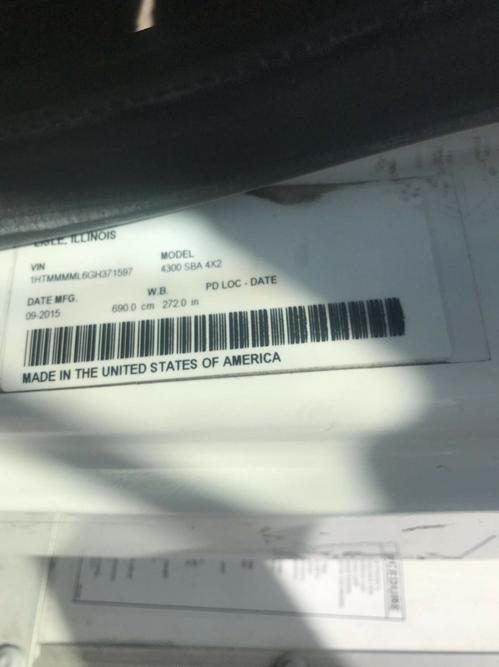 LISLE, ILLINOIS
VIN MODEL
1HTMMMML6GH371597 4300 SBA 4X2
DATE MFG. W.B. PD LOC - DATE
09-2015 690.0 cm 272.0 in
MADE IN THE UNITED STATES OF AMERICA